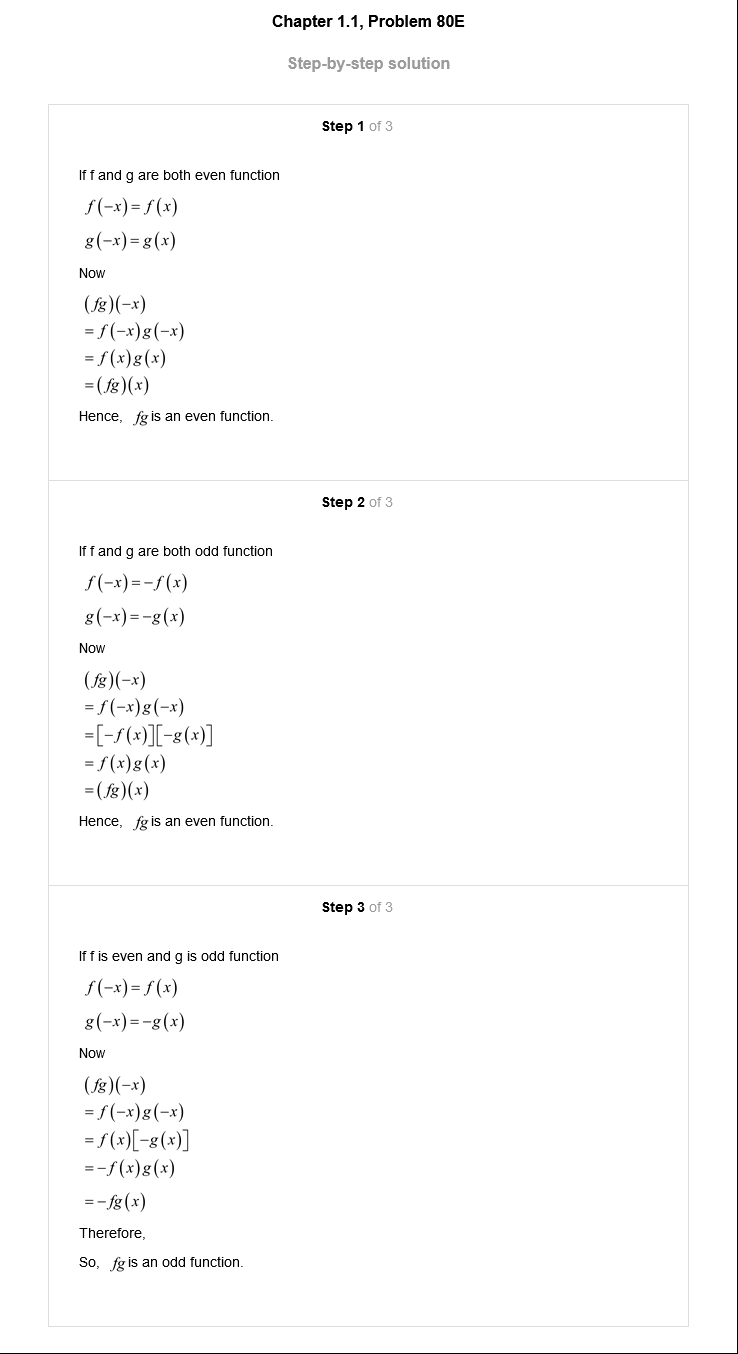 Chapter 1.1, Problem 80E
Step-by-step solution
Step 1 of 3
If f and g are both even function
f(−x)=f(x)
g(−x)=g(x)
Now
(fg)(−x)
=f(−x)g(−x)
=f(x)g(x)
=(fg)(x)
Hence, fg is an even function.
Step 2 of 3
If f and g are both odd function
f(−x)=−f(x)
g(−x)=−g(x)
Now
(fg)(−x)
=f(−x)g(−x)
=[−f(x)][−g(x)]
=f(x)g(x)
=(fg)(x)
Hence, fg is an even function.
Step 3 of 3
If f is even and g is odd function
f(−x)=f(x)
g(−x)=−g(x)
Now
(fg)(−x)
=f(−x)g(−x)
=f(x)[−g(x)]
=−f(x)g(x)
=−fg(x)
Therefore,
So, fg is an odd function.